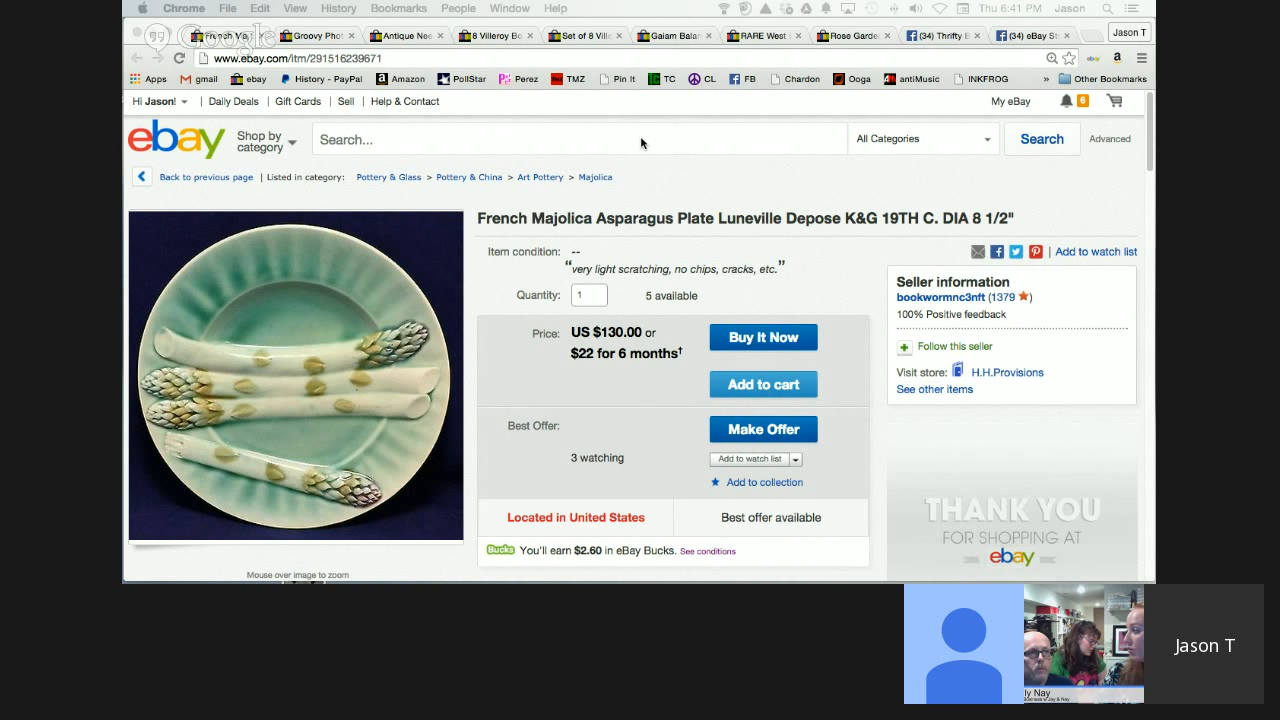 Chrome File Edit View History Bookmarks People Window Help Thu 6:41 PM Jason
Google
French Ma Groovy Phot Antique Nee 8 Villeroy Bo Set of 8 Ville Gaiam Balan RARE West Rose Garde (34) Thrifty E (34) eBay St Jason T
www.ebay.com/itm/291516239671
Apps gmail ebay History - PayPal Amazon PollStar Perez TMZ Pin It TC CL FB Chardon Ooga antiMusic INKFROG » Other Bookmarks
Hi Jason! | Daily Deals | Gift Cards | Sell | Help & Contact My eBay 6
ebay Shop by category Search... All Categories Search Advanced
Back to previous page | Listed in category: Pottery & Glass > Pottery & China > Art Pottery > Majolica
French Majolica Asparagus Plate Luneville Depose K&G 19TH C. DIA 8 1/2"
Item condition: --
| Add to watch list
“very light scratching, no chips, cracks, etc.”
Quantity: 1 5 available
Price: US $130.00 or
$22 for 6 months†
Buy It Now
Add to cart
Best Offer:
Make Offer
3 watching
Add to watch list
Add to collection
Located in United States Best offer available
Bucks You'll earn $2.60 in eBay Bucks. See conditions
Seller information
bookwormnc3nft (1379 )
100% Positive feedback
Follow this seller
Visit store: H.H.Provisions
See other items
THANK YOU
FOR SHOPPING AT
ebay
Mouse over image to zoom
ly Nay
Jason T